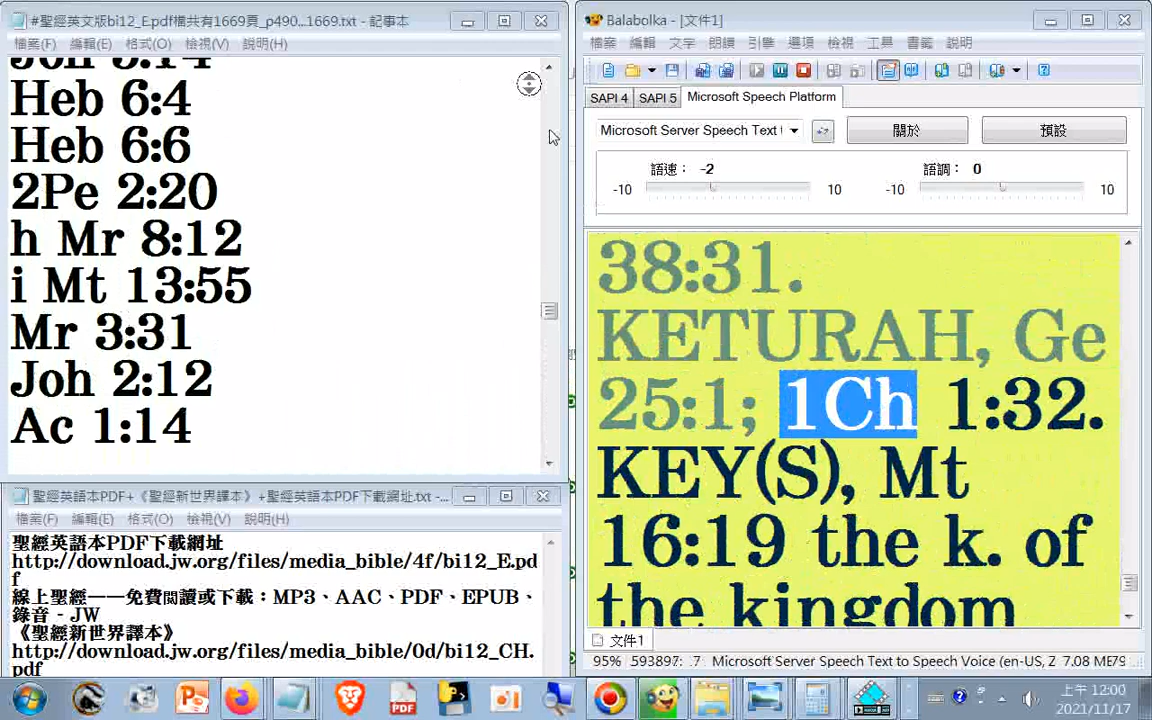 #聖經英文版bi12_E.pdf檔共有1669頁_p490...1669.txt - 記事本
檔案(F) 編輯(E) 格式(O) 檢視(V) 說明(H)
Joh 5:14
Heb 6:4
Heb 6:6
2Pe 2:20
h Mr 8:12
i Mt 13:55
Mr 3:31
Joh 2:12
Ac 1:14
聖經英語本PDF+《聖經新世界譯本》+聖經英語本PDF下載網址.txt - ...
檔案(F) 編輯(E) 格式(O) 檢視(V) 說明(H)
聖經英語本PDF下載網址
http://download.jw.org/files/media_bible/4f/bi12_E.pd
f
線上聖經——免費閱讀或下載：MP3、AAC、PDF、EPUB、
錄音 - JW
《聖經新世界譯本》
http://download.jw.org/files/media_bible/0d/bi12_CH.
pdf
Balabolka - [文件1]
檔案 編輯 文字 朗讀 引擎 選項 檢視 工具 書籤 說明
SAPI 4 SAPI 5 Microsoft Speech Platform
Microsoft Server Speech Text 關於 預設
語速： -2 語調： 0
-10 10 -10 10
38:31.
KETURAH, Ge
25:1; 1Ch 1:32.
KEY(S), Mt
16:19 the k. of
the kingdom
文件1
95% 593897: .7 Microsoft Server Speech Text to Speech Voice (en-US, Z 7.08 ME
上午 12:00
2021/11/17